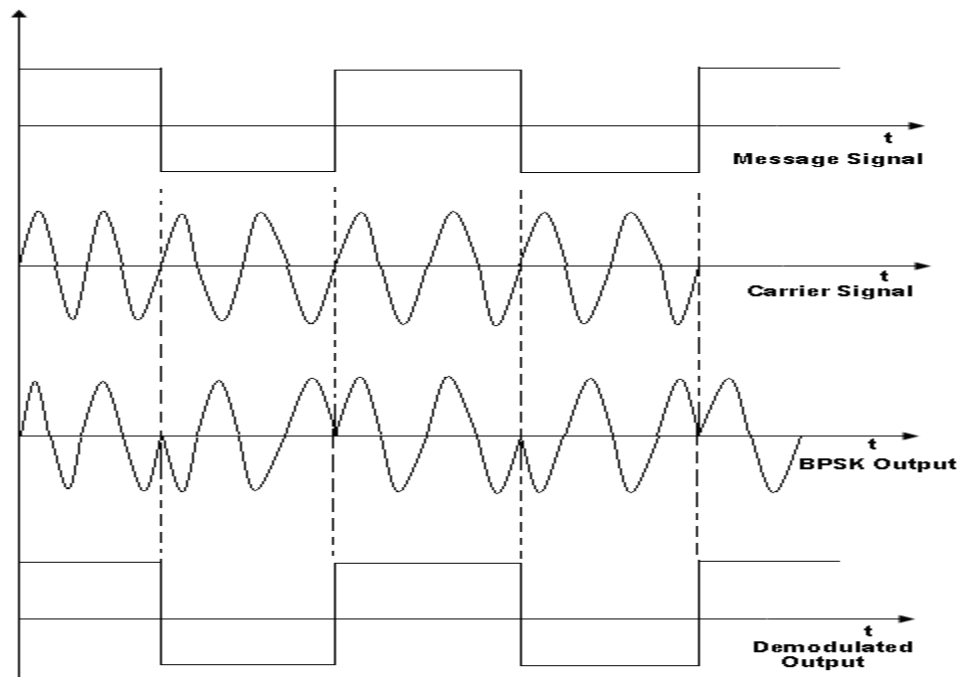 t
Message Signal
t
Carrier Signal
t
BPSK Output
t
Demodulated
Output